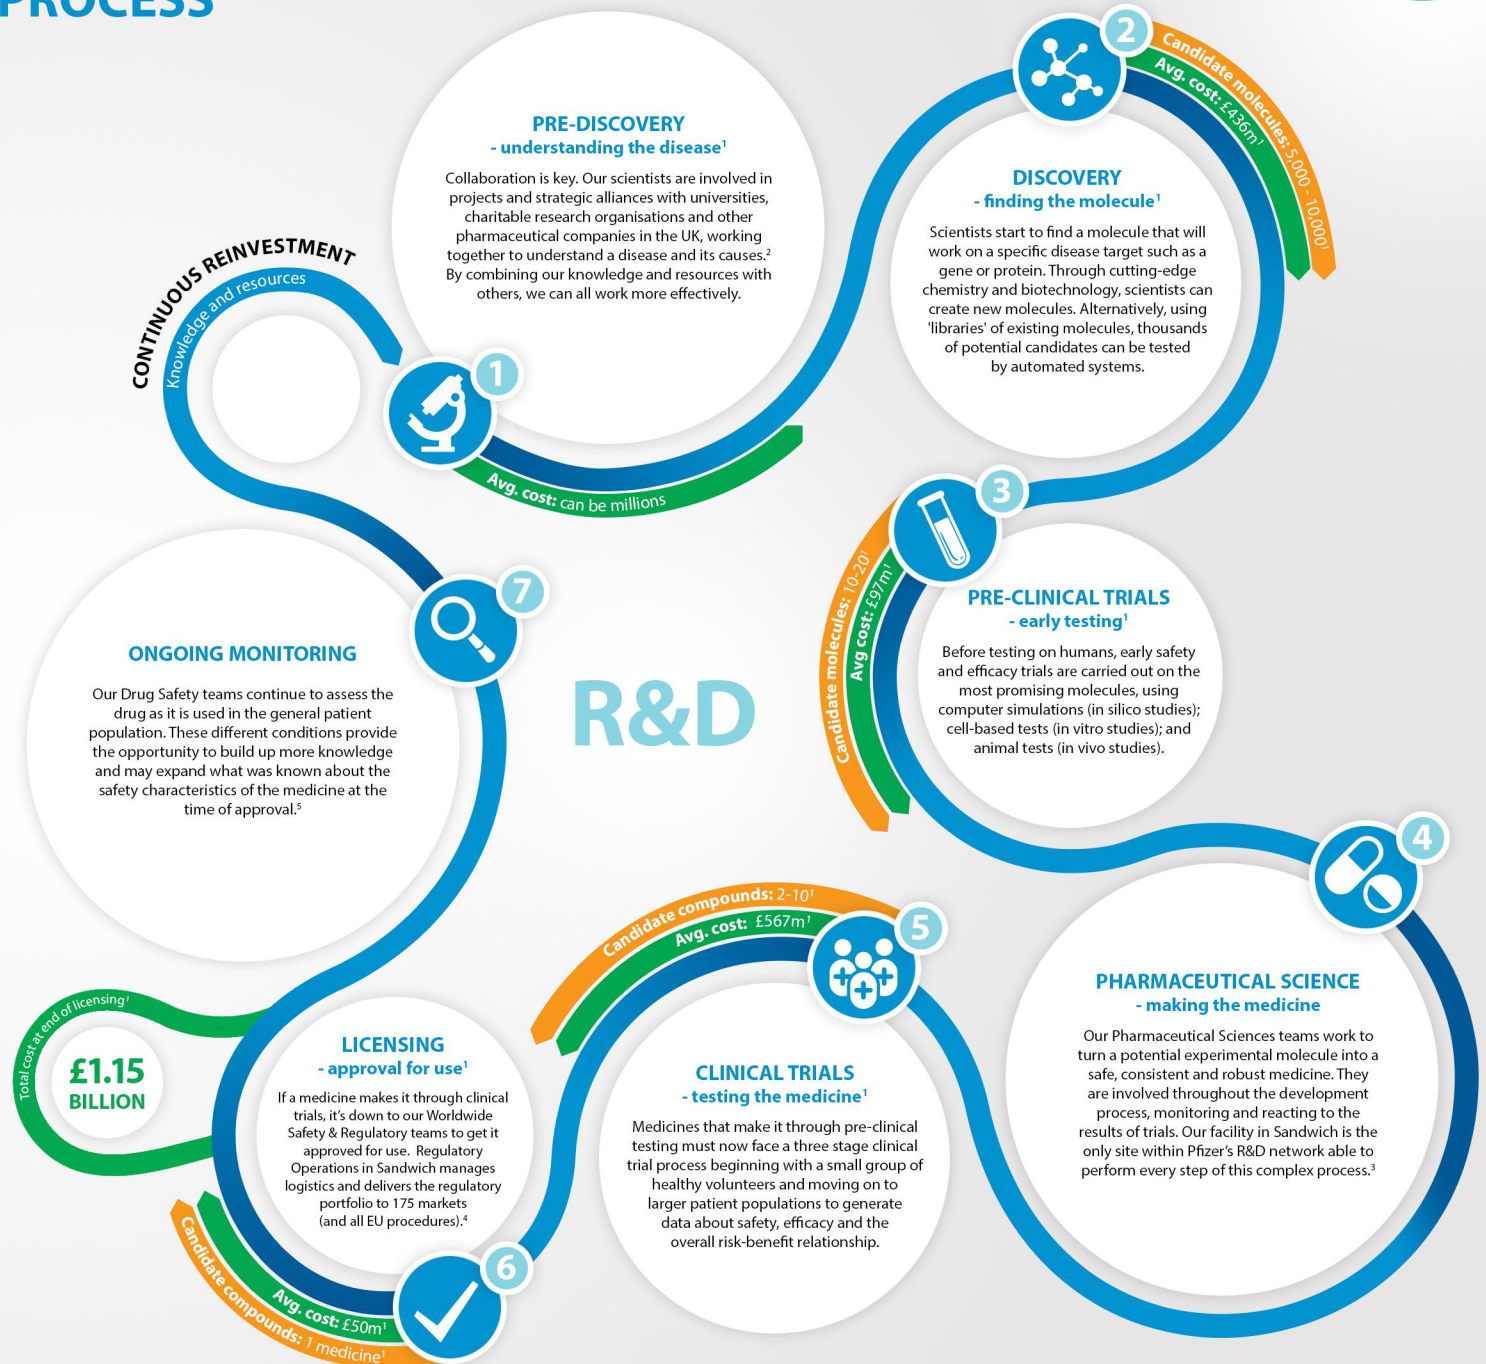 PROCESS
CONTINUOUS REINVESTMENT
Knowledge and resources
1
PRE-DISCOVERY
- understanding the disease¹
Collaboration is key. Our scientists are involved in
projects and strategic alliances with universities,
charitable research organisations and other
pharmaceutical companies in the UK, working
together to understand a disease and its causes.²
By combining our knowledge and resources with
others, we can all work more effectively.
Avg. cost: can be millions
2
Candidate molecules: 5,000 - 10,000¹
Avg. cost: £436m¹
DISCOVERY
- finding the molecule¹
Scientists start to find a molecule that will
work on a specific disease target such as a
gene or protein. Through cutting-edge
chemistry and biotechnology, scientists can
create new molecules. Alternatively, using
'libraries' of existing molecules, thousands
of potential candidates can be tested
by automated systems.
3
Candidate molecules: 10-20¹
Avg cost: £97m¹
PRE-CLINICAL TRIALS
- early testing¹
Before testing on humans, early safety
and efficacy trials are carried out on the
most promising molecules, using
computer simulations (in silico studies);
cell-based tests (in vitro studies); and
animal tests (in vivo studies).
R&D
4
PHARMACEUTICAL SCIENCE
- making the medicine
Our Pharmaceutical Sciences teams work to
turn a potential experimental molecule into a
safe, consistent and robust medicine. They
are involved throughout the development
process, monitoring and reacting to the
results of trials. Our facility in Sandwich is the
only site within Pfizer's R&D network able to
perform every step of this complex process.³
5
Candidate compounds: 2-10¹
Avg. cost: £567m¹
CLINICAL TRIALS
- testing the medicine¹
Medicines that make it through pre-clinical
testing must now face a three stage clinical
trial process beginning with a small group of
healthy volunteers and moving on to
larger patient populations to generate
data about safety, efficacy and the
overall risk-benefit relationship.
6
LICENSING
- approval for use¹
If a medicine makes it through clinical
trials, it's down to our Worldwide
Safety & Regulatory teams to get it
approved for use. Regulatory
Operations in Sandwich manages
logistics and delivers the regulatory
portfolio to 175 markets
(and all EU procedures).⁴
Avg. cost: £50m¹
Candidate compounds: 1 medicine¹
Total cost at end of licensing¹
£1.15
BILLION
7
ONGOING MONITORING
Our Drug Safety teams continue to assess the
drug as it is used in the general patient
population. These different conditions provide
the opportunity to build up more knowledge
and may expand what was known about the
safety characteristics of the medicine at the
time of approval.⁵